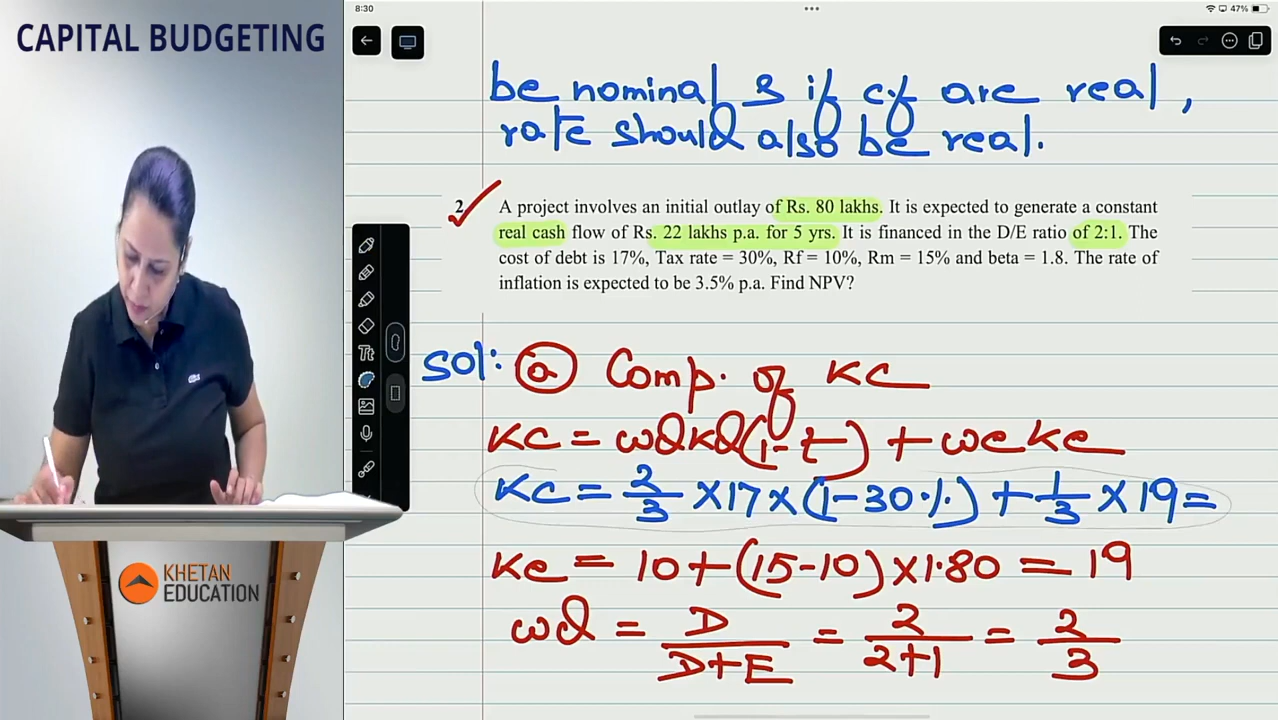 CAPITAL BUDGETING
8:30
47%
be nominal & if cf are real,
rate should also be real.
2 A project involves an initial outlay of Rs. 80 lakhs. It is expected to generate a constant
real cash flow of Rs. 22 lakhs p.a. for 5 yrs. It is financed in the D/E ratio of 2:1. The
cost of debt is 17%, Tax rate = 30%, Rf = 10%, Rm = 15% and beta = 1.8. The rate of
inflation is expected to be 3.5% p.a. Find NPV?
Tt
Sol: (a) Comp. of KC
KC = wdkd(1-t) + weke
KC = 2/3 × 17 × (1-30%) + 1/3 × 19 =
Ke = 10+(15-10)×1.80 = 19
wd = D/(D+E) = 2/(2+1) = 2/3
KHETAN
EDUCATION